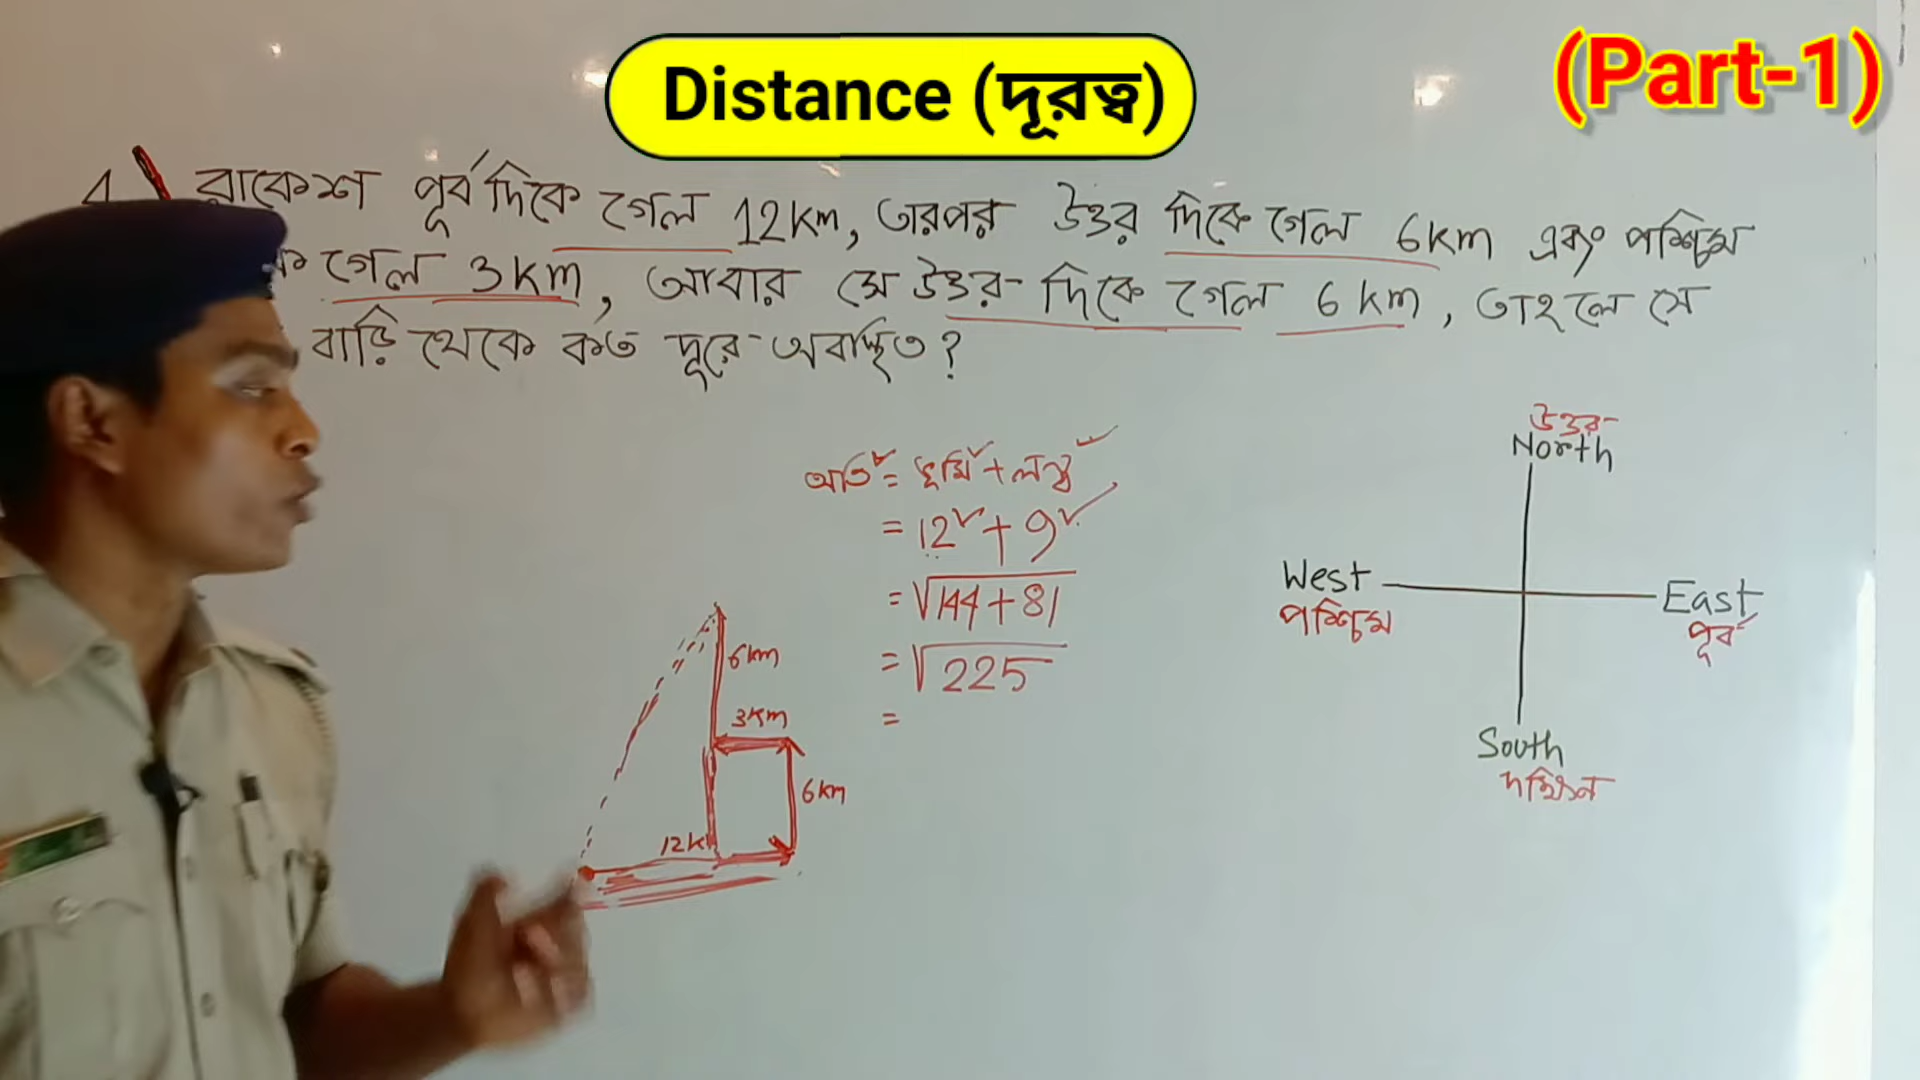 Distance (দূরত্ব)
(Part-1)
রাকেশ পূর্ব দিকে গেল 12km, তারপর উত্তর দিকে গেল 6km এবং পশ্চিম
গেল 3km, আবার সে উত্তর দিকে গেল 6km, তাহলে সে
বাড়ি থেকে কত দূরে অবস্থিত?
উত্তর
North
অতি² = ভূমি² + লম্ব²
= 12² + 9²
= √144 + 81
= √225
=
West
পশ্চিম
East
পূর্ব
South
দক্ষিন
6km
3km
6km
12k